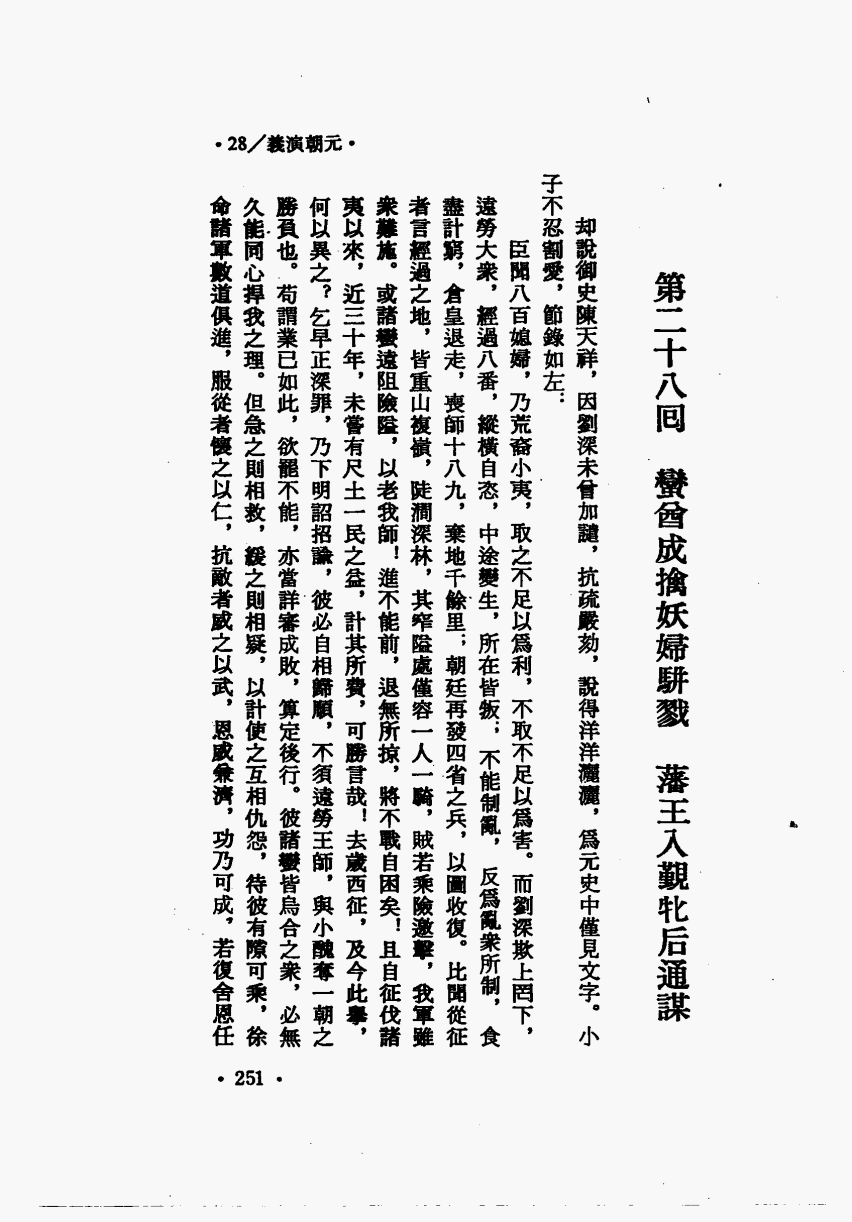 •28／義演朝元•
第二十八回　蠻酋成擒妖婦駢戮　藩王入覲牝后通謀
却說御史陳天祥，因劉深未曾加譴，抗疏嚴劾，說得洋洋灑灑，爲元史中僅見文字。小
子不忍割愛，節錄如左：
臣聞八百媳婦，乃荒裔小夷，取之不足以爲利，不取不足以爲害。而劉深欺上罔下，
遠勞大衆，經過八番，縱橫自恣，中途變生，所在皆叛；不能制亂，反爲亂衆所制，食
盡計窮，倉皇退走，喪師十八九，棄地千餘里；朝廷再發四省之兵，以圖收復。比聞從征
者言經過之地，皆重山複嶺，陡澗深林，其窄隘處僅容一人一騎，賊若乘險邀擊，我軍雖
衆難施。或諸蠻遠阻險隘，以老我師！進不能前，退無所掠，將不戰自困矣！且自征伐諸
夷以來，近三十年，未嘗有尺土一民之益，計其所費，可勝言哉！去歲西征，及今此舉，
何以異之？乞早正深罪，乃下明詔招諭，彼必自相歸順，不須遠勞王師，與小醜奪一朝之
勝負也。苟謂業已如此，欲罷不能，亦當詳審成敗，算定後行。彼諸蠻皆烏合之衆，必無
久能同心捍我之理。但急之則相救，緩之則相疑，以計使之互相仇怨，待彼有隙可乘，徐
命諸軍數道俱進，服從者懷之以仁，抗敵者威之以武，恩威兼濟，功乃可成，若復舍恩任
•251•